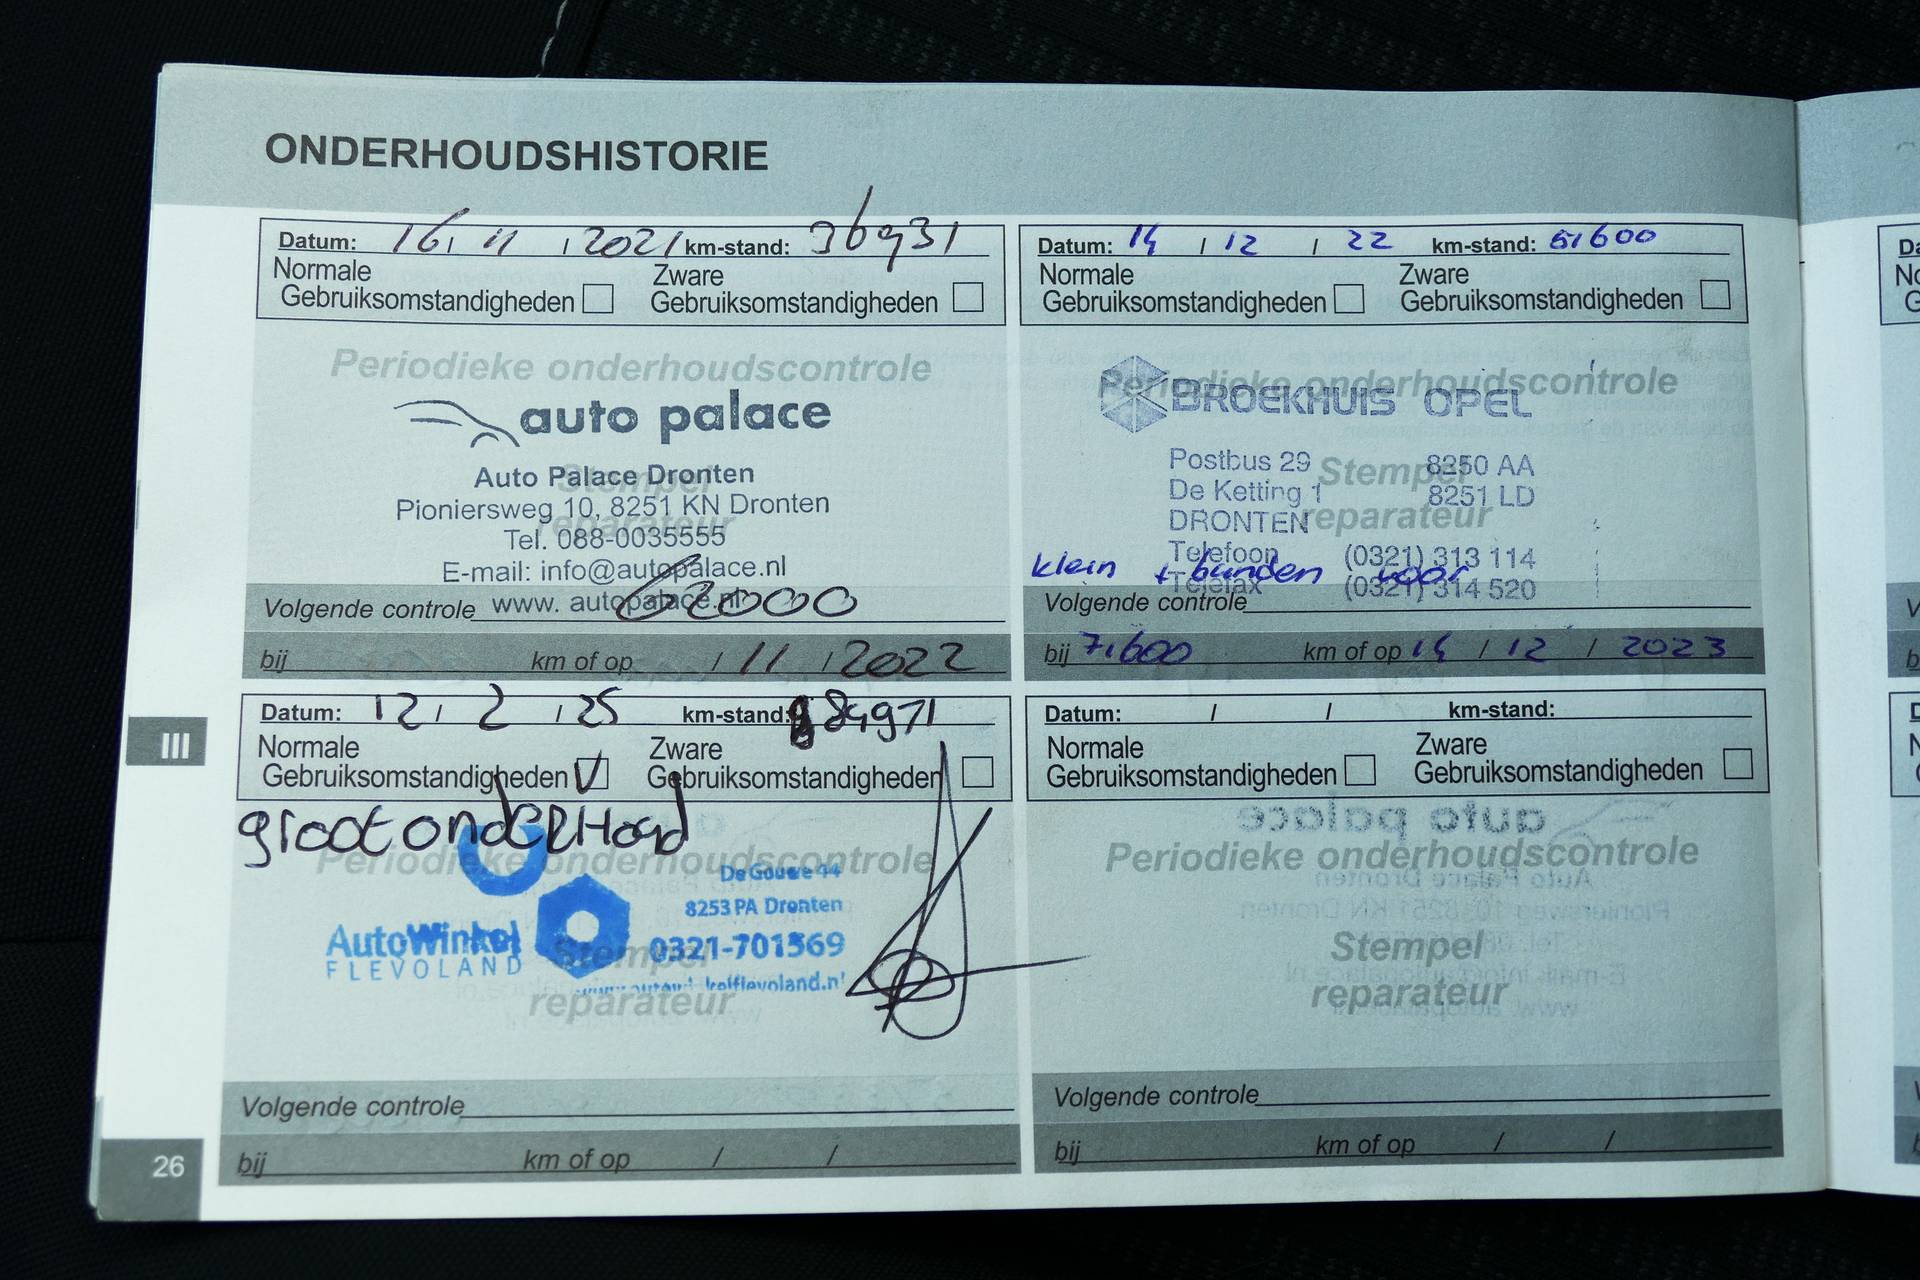 ONDERHOUDSHISTORIE
Datum: 16 / 11 / 2021 km-stand: 36931
Normale Gebruiksomstandigheden
Zware Gebruiksomstandigheden
Periodieke onderhoudscontrole
auto palace
Auto Palace Dronten
Stempel
Pioniersweg 10, 8251 KN Dronten
reparateur
Tel. 088-0035555
E-mail: info@autopalace.nl
www. autopalace.nl
Volgende controle
bij km of op / 11 / 2022
Datum: 14 / 12 / 22 km-stand: 61600
Normale Gebruiksomstandigheden
Zware Gebruiksomstandigheden
Periodieke onderhoudscontrole
BROEKHUIS OPEL
Postbus 29 8250 AA
Stempel
De Ketting 1 8251 LD
DRONTEN
reparateur
Telefoon (0321) 313 114
klein + banden voor
Telefax (0321) 314 520
Volgende controle
bij 71600 km of op 14 / 12 / 2023
III
Datum: 12 / 2 / 25 km-stand: 84971
Normale Gebruiksomstandigheden V
Zware Gebruiksomstandigheden
groot ondERHoud
Periodieke onderhoudscontrole
De Gouwe 44
8253 PA Dronten
AutoWinkel
FLEVOLAND
0321-701569
Stempel
reparateur
Volgende controle
bij km of op / /
Datum: / / km-stand:
Normale Gebruiksomstandigheden
Zware Gebruiksomstandigheden
Periodieke onderhoudscontrole
Stempel
reparateur
Volgende controle
bij km of op / /
26